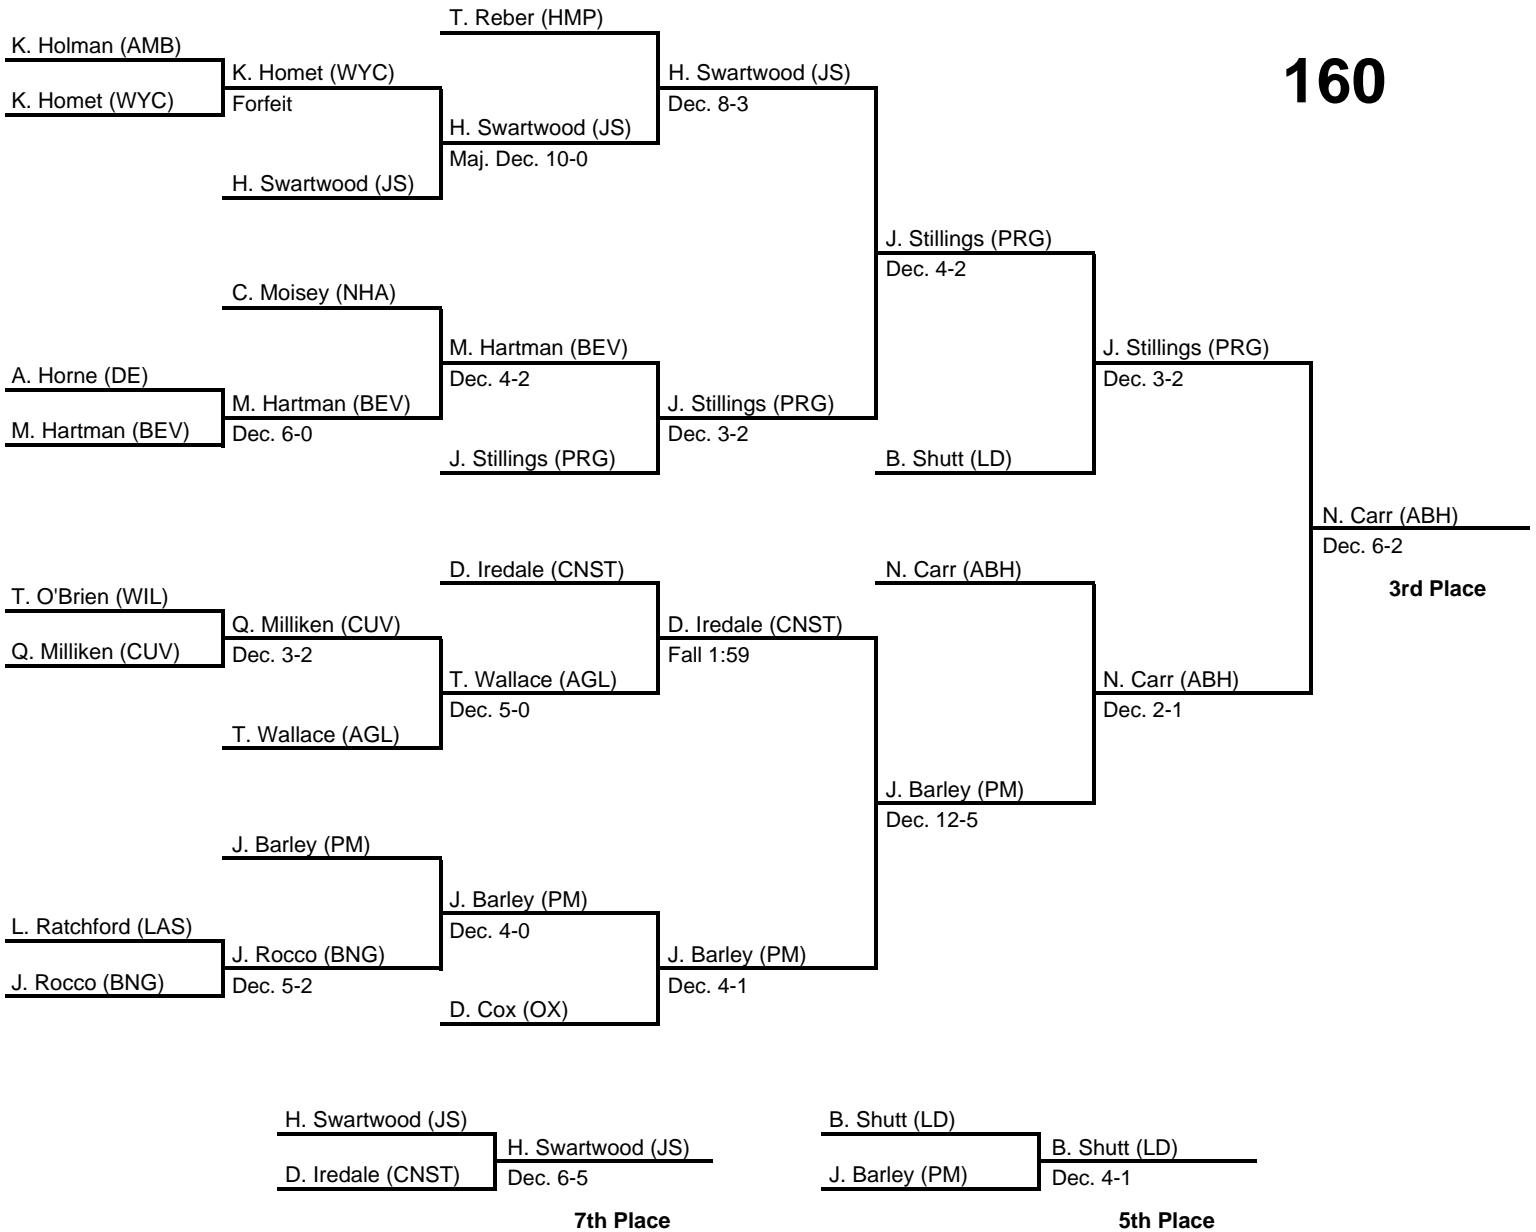 T. Reber (HMP)
K. Holman (AMB)
160
K. Homet (WYC)
H. Swartwood (JS)
K. Homet (WYC)
Forfeit
Dec. 8-3
H. Swartwood (JS)
Maj. Dec. 10-0
H. Swartwood (JS)
J. Stillings (PRG)
Dec. 4-2
C. Moisey (NHA)
M. Hartman (BEV)
J. Stillings (PRG)
A. Horne (DE)
Dec. 4-2
Dec. 3-2
M. Hartman (BEV)
J. Stillings (PRG)
M. Hartman (BEV)
Dec. 6-0
Dec. 3-2
J. Stillings (PRG)
B. Shutt (LD)
N. Carr (ABH)
Dec. 6-2
D. Iredale (CNST)
N. Carr (ABH)
3rd Place
T. O'Brien (WIL)
Q. Milliken (CUV)
D. Iredale (CNST)
Q. Milliken (CUV)
Dec. 3-2
Fall 1:59
T. Wallace (AGL)
N. Carr (ABH)
Dec. 5-0
Dec. 2-1
T. Wallace (AGL)
J. Barley (PM)
Dec. 12-5
J. Barley (PM)
J. Barley (PM)
L. Ratchford (LAS)
Dec. 4-0
J. Rocco (BNG)
J. Barley (PM)
J. Rocco (BNG)
Dec. 5-2
Dec. 4-1
D. Cox (OX)
H. Swartwood (JS)
B. Shutt (LD)
H. Swartwood (JS)
B. Shutt (LD)
D. Iredale (CNST)
Dec. 6-5
J. Barley (PM)
Dec. 4-1
7th Place
5th Place